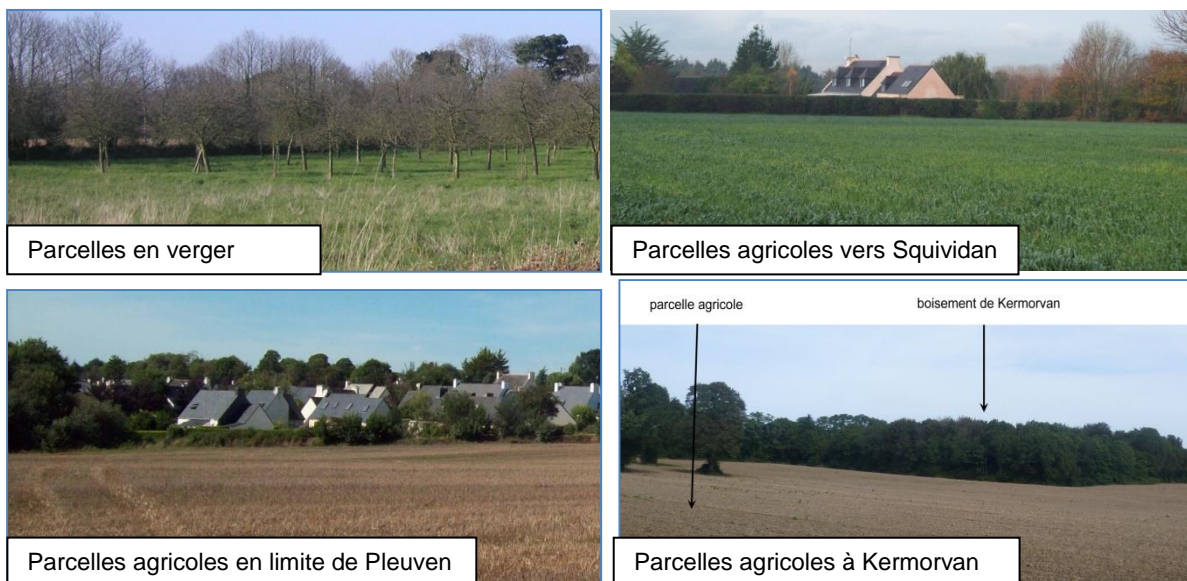 Parcelles en verger
Parcelles agricoles vers Squividan
parcelle agricole
boisement de Kermorvan
Parcelles agricoles en limite de Pleuven
Parcelles agricoles à Kermorvan